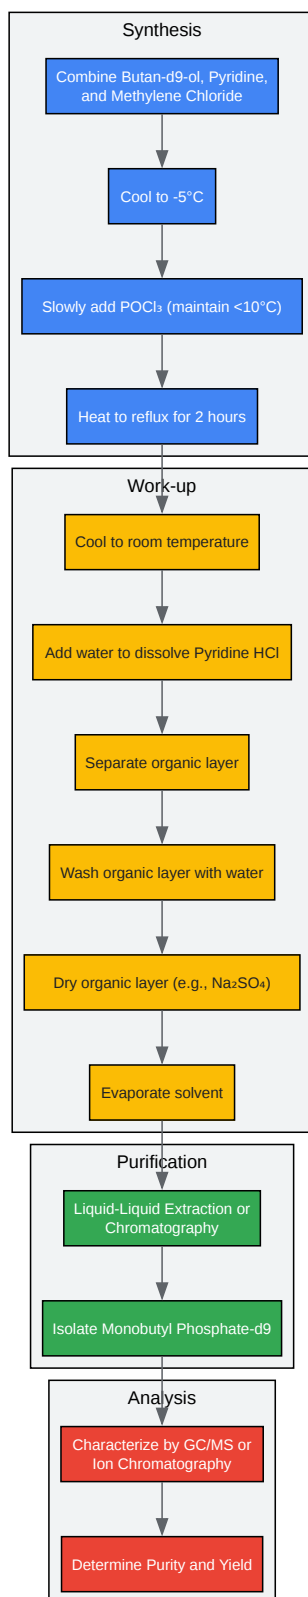 Synthesis
Combine Butan-d9-ol, Pyridine,
and Methylene Chloride
Cool to -5°C
Slowly add POCl₃ (maintain <10°C)
Heat to reflux for 2 hours
Work-up
Cool to room temperature
Add water to dissolve Pyridine HCl
Separate organic layer
Wash organic layer with water
Dry organic layer (e.g., Na₂SO₄)
Evaporate solvent
Purification
Liquid-Liquid Extraction or
Chromatography
Isolate Monobutyl Phosphate-d9
Analysis
Characterize by GC/MS or
Ion Chromatography
Determine Purity and Yield